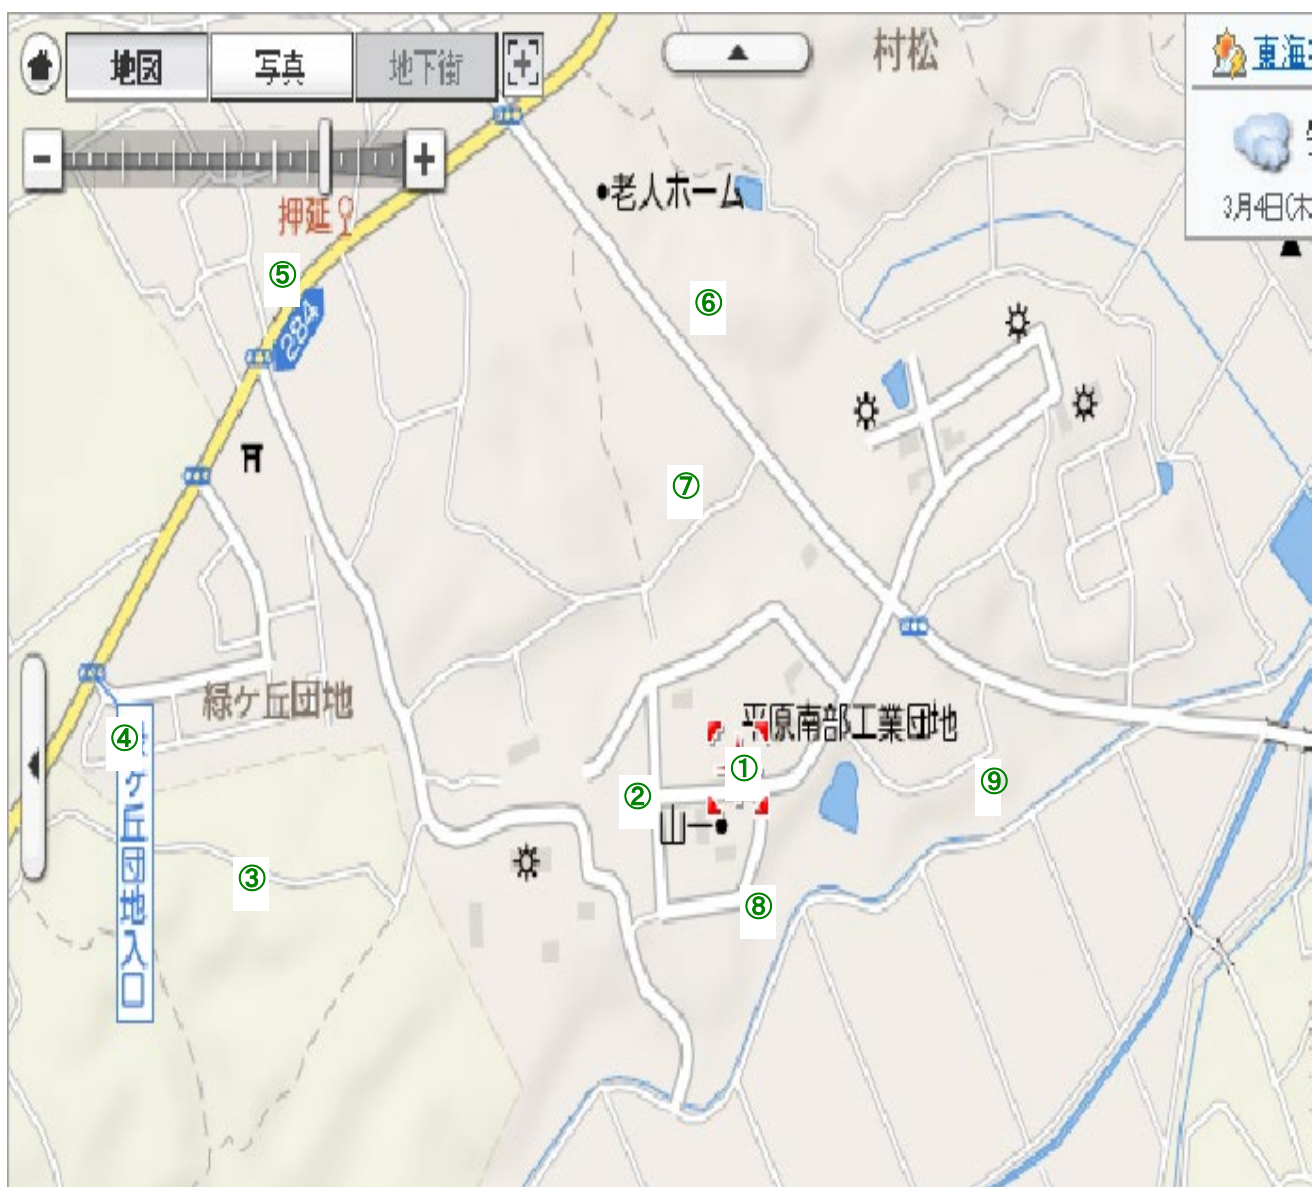 地図 写真 地下街
村松
東海
3月4日(木
押延
老人ホーム
⑤
⑥
284
⑦
緑ケ丘団地
平原南部工業団地
④
①
②
⑨
山一
ケ丘団地入口
③
⑧